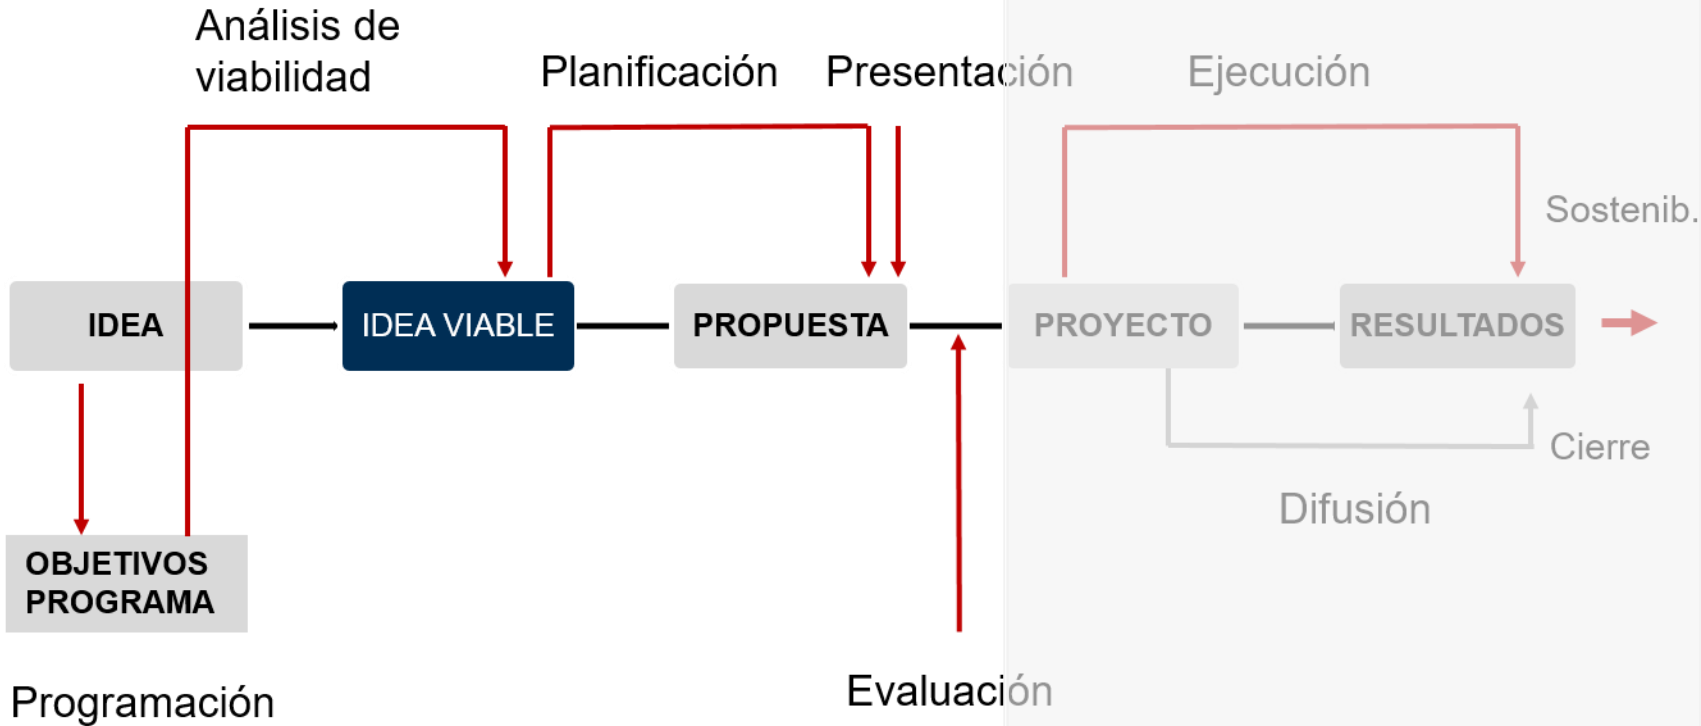 Análisis de
viabilidad
Planificación
Presentación
Ejecución
Sostenib.
IDEA
IDEA VIABLE
PROPUESTA
PROYECTO
RESULTADOS
Cierre
Difusión
OBJETIVOS
PROGRAMA
Programación
Evaluación